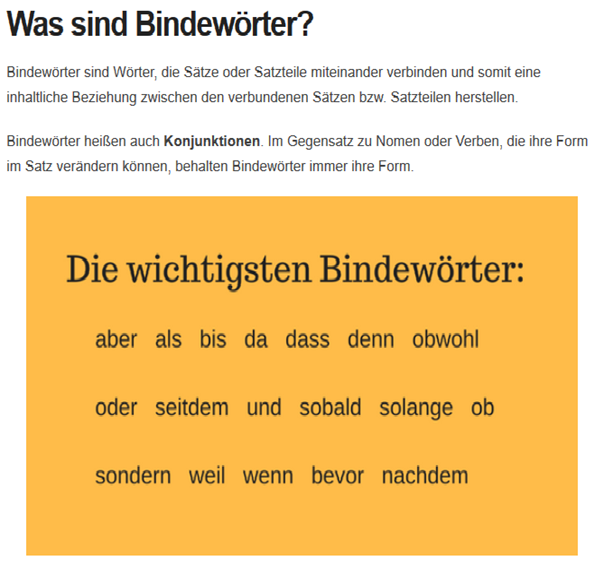 Was sind Bindewörter?
Bindewörter sind Wörter, die Sätze oder Satzteile miteinander verbinden und somit eine
inhaltliche Beziehung zwischen den verbundenen Sätzen bzw. Satzteilen herstellen.
Bindewörter heißen auch Konjunktionen. Im Gegensatz zu Nomen oder Verben, die ihre Form
im Satz verändern können, behalten Bindewörter immer ihre Form.
Die wichtigsten Bindewörter:
aber als bis da dass denn obwohl
oder seitdem und sobald solange ob
sondern weil wenn bevor nachdem